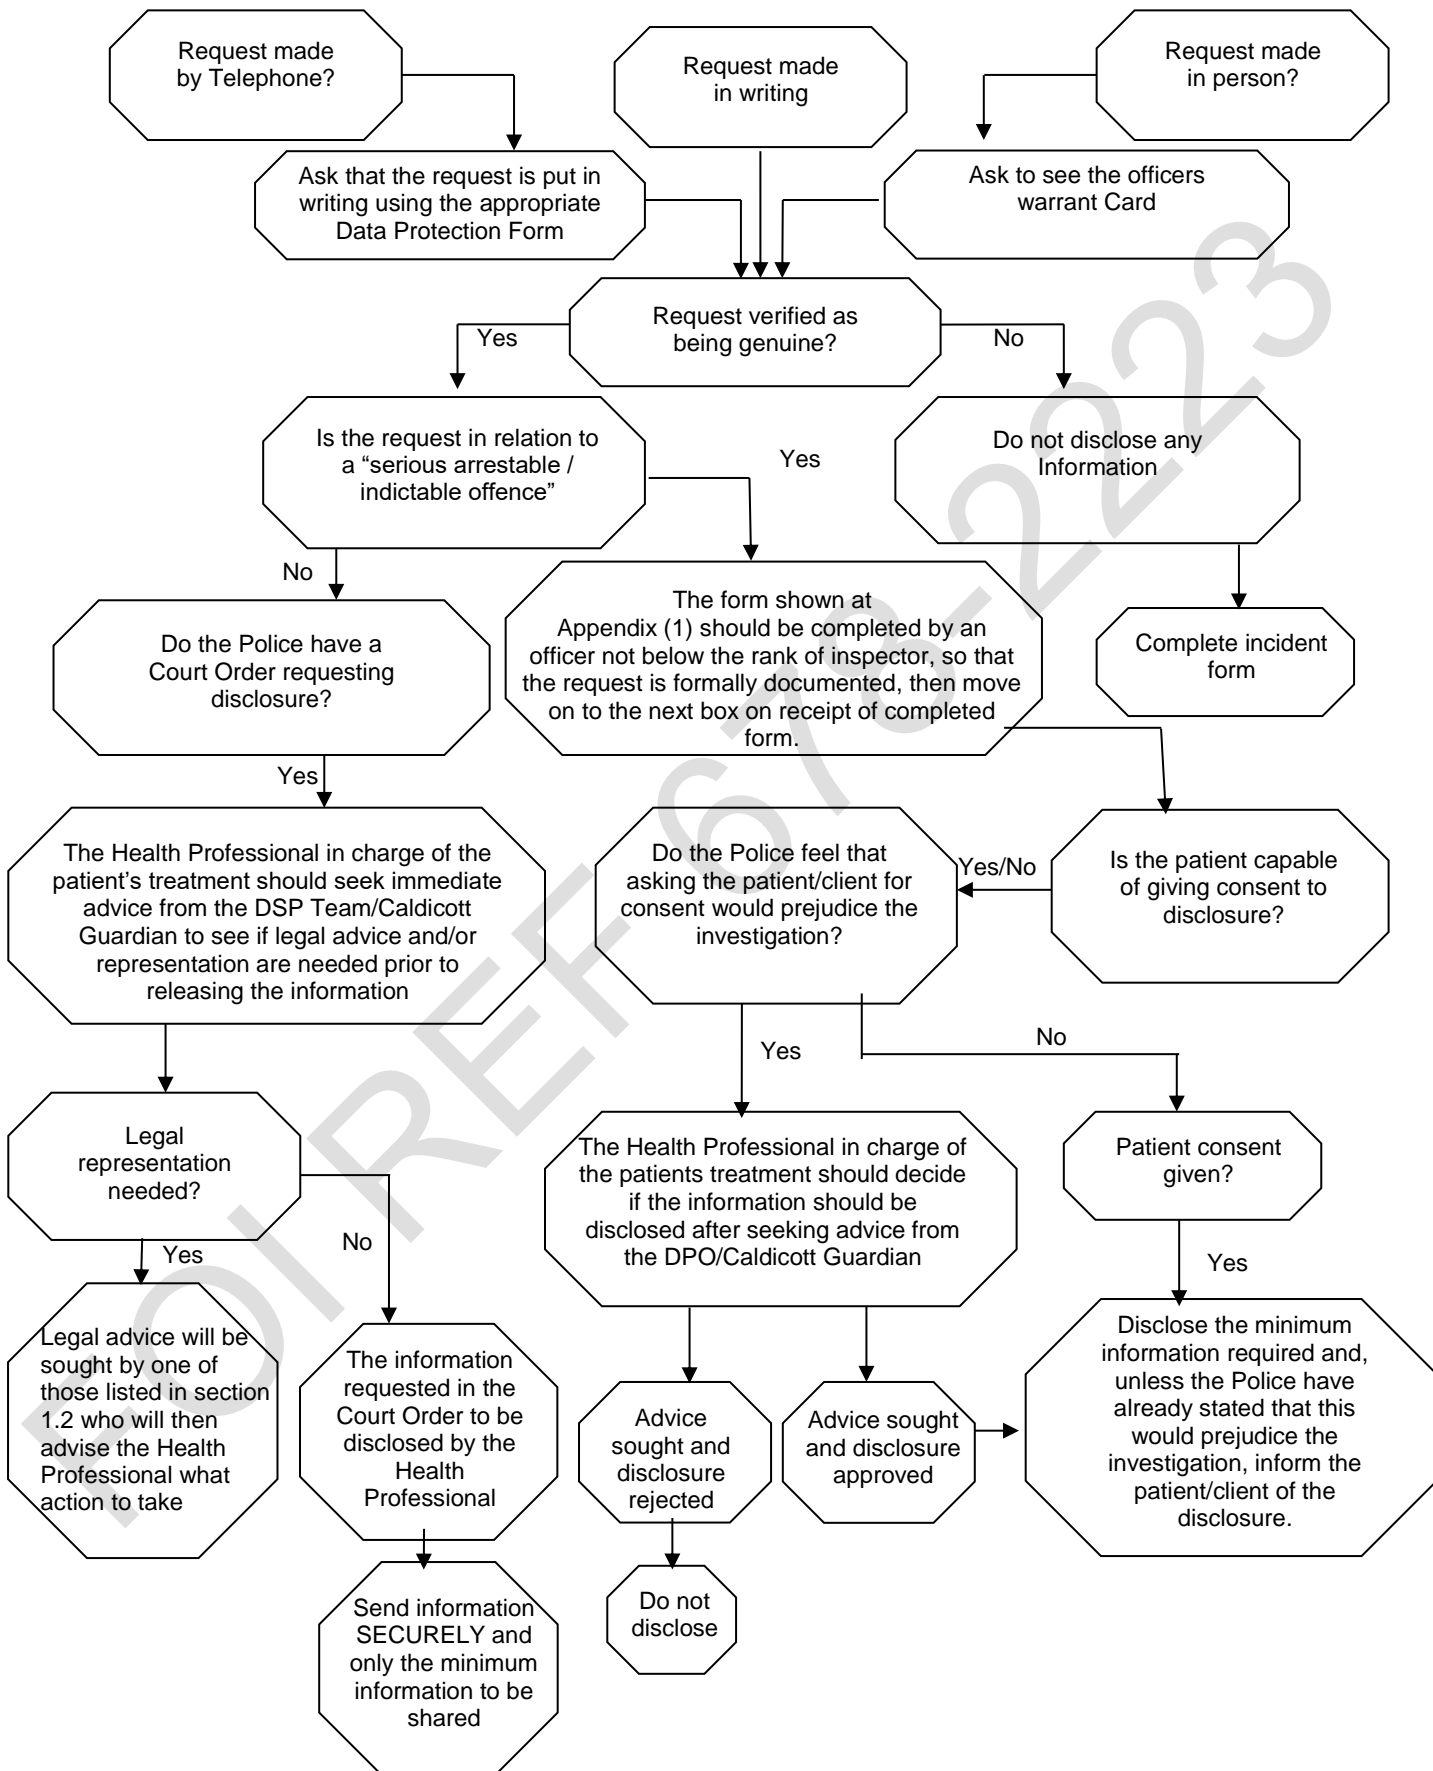 Request made
by Telephone?
Request made
in writing
Request made
in person?
Ask that the request is put in
writing using the appropriate
Data Protection Form
Ask to see the officers
warrant Card
Request verified as
being genuine?
Yes
No
Is the request in relation to
a “serious arrestable /
indictable offence”
Yes
Do not disclose any
Information
No
The form shown at
Appendix (1) should be completed by an
officer not below the rank of inspector, so that
the request is formally documented, then move
on to the next box on receipt of completed
form.
Do the Police have a
Court Order requesting
disclosure?
Complete incident
form
Yes
The Health Professional in charge of the
patient’s treatment should seek immediate
advice from the DSP Team/Caldicott
Guardian to see if legal advice and/or
representation are needed prior to
releasing the information
Do the Police feel that
asking the patient/client for
consent would prejudice the
investigation?
Yes/No
Is the patient capable
of giving consent to
disclosure?
Yes
No
Legal
representation
needed?
The Health Professional in charge of
the patients treatment should decide
if the information should be
disclosed after seeking advice from
the DPO/Caldicott Guardian
Patient consent
given?
Yes
No
Yes
Legal advice will be
sought by one of
those listed in section
1.2 who will then
advise the Health
Professional what
action to take
The information
requested in the
Court Order to be
disclosed by the
Health
Professional
Advice
sought and
disclosure
rejected
Advice sought
and disclosure
approved
Disclose the minimum
information required and,
unless the Police have
already stated that this
would prejudice the
investigation, inform the
patient/client of the
disclosure.
Send information
SECURELY and
only the minimum
information to be
shared
Do not
disclose
FOI REF 678-2223